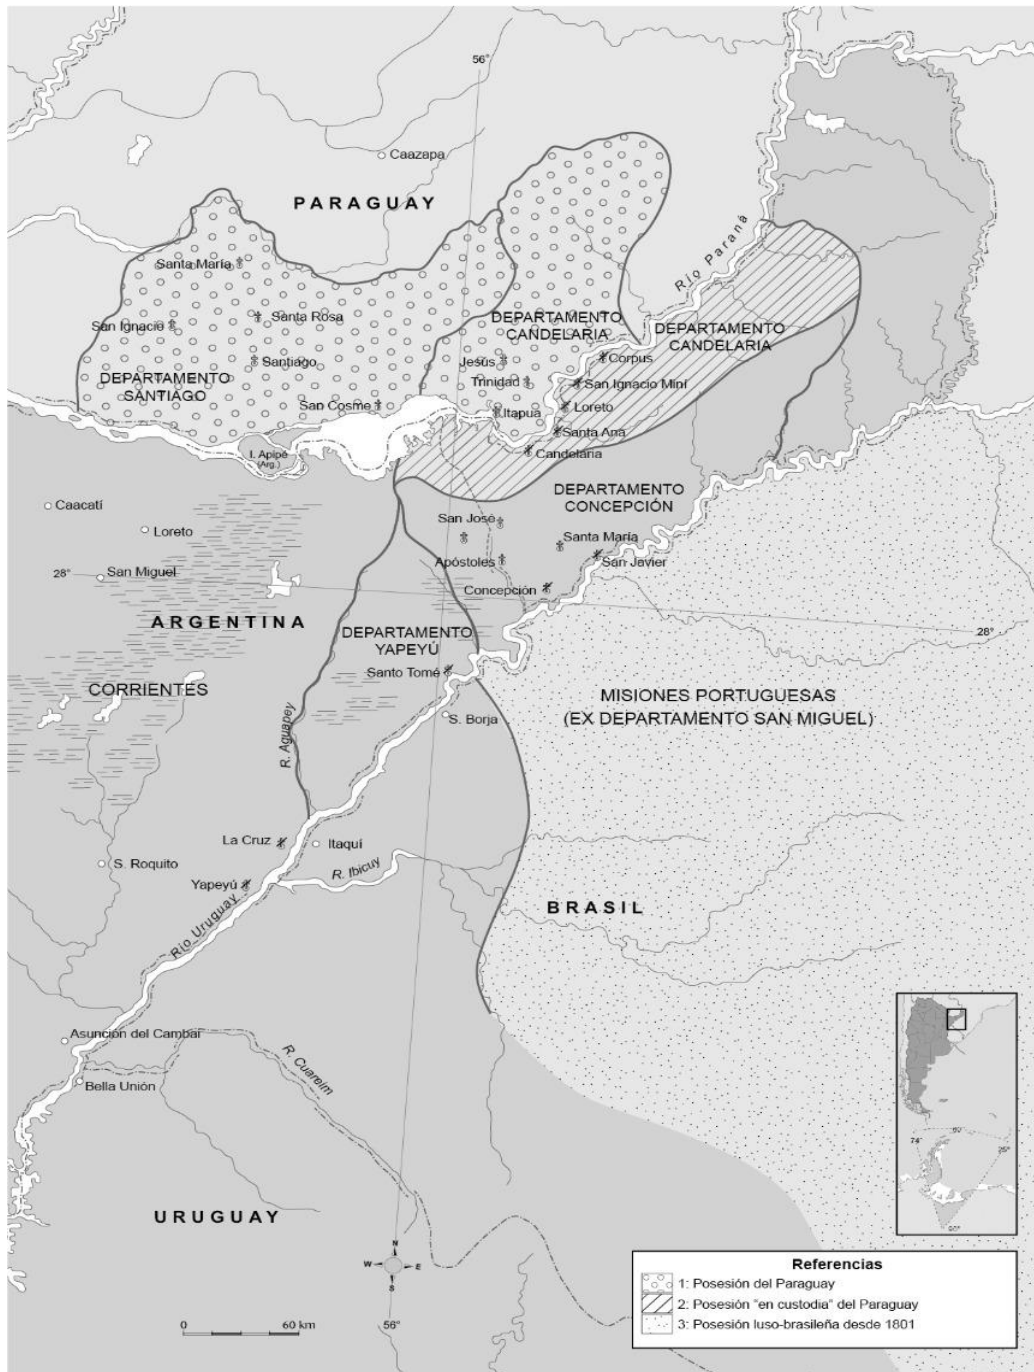 56°
Caazapa
PARAGUAY
Río Paraná
Santa María
San Ignacio
Santa Rosa
DEPARTAMENTO
CANDELARIA
DEPARTAMENTO
CANDELARIA
Santiago
Jesús
Corpus
DEPARTAMENTO
SANTIAGO
Trinidad
San Ignacio Miní
San Cosme
Itapua
Loreto
Santa Ana
I. Apipé
(Arg.)
Candelaria
Caacatí
DEPARTAMENTO
CONCEPCIÓN
Loreto
San José
Santa María
Apóstoles
San Javier
28°
San Miguel
Concepción
ARGENTINA
DEPARTAMENTO
YAPEYÚ
28°
Santo Tomé
CORRIENTES
MISIONES PORTUGUESAS
(EX DEPARTAMENTO SAN MIGUEL)
R. Aguapey
S. Borja
La Cruz
Itaquí
S. Roquito
R. Ibicuy
Yapeyú
BRASIL
Río Uruguay
Asunción del Cambai
R. Cuareim
Bella Unión
URUGUAY
N
W
E
S
0
60 km
56°
Referencias
1: Posesión del Paraguay
2: Posesión "en custodia" del Paraguay
3: Posesión luso-brasileña desde 1801